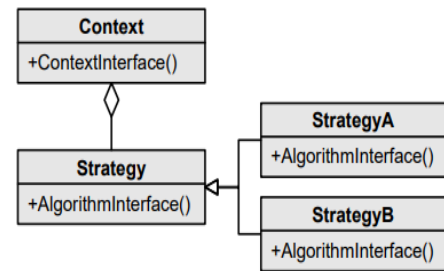 Context
+ContextInterface()
Strategy
+AlgorithmInterface()
StrategyA
+AlgorithmInterface()
StrategyB
+AlgorithmInterface()